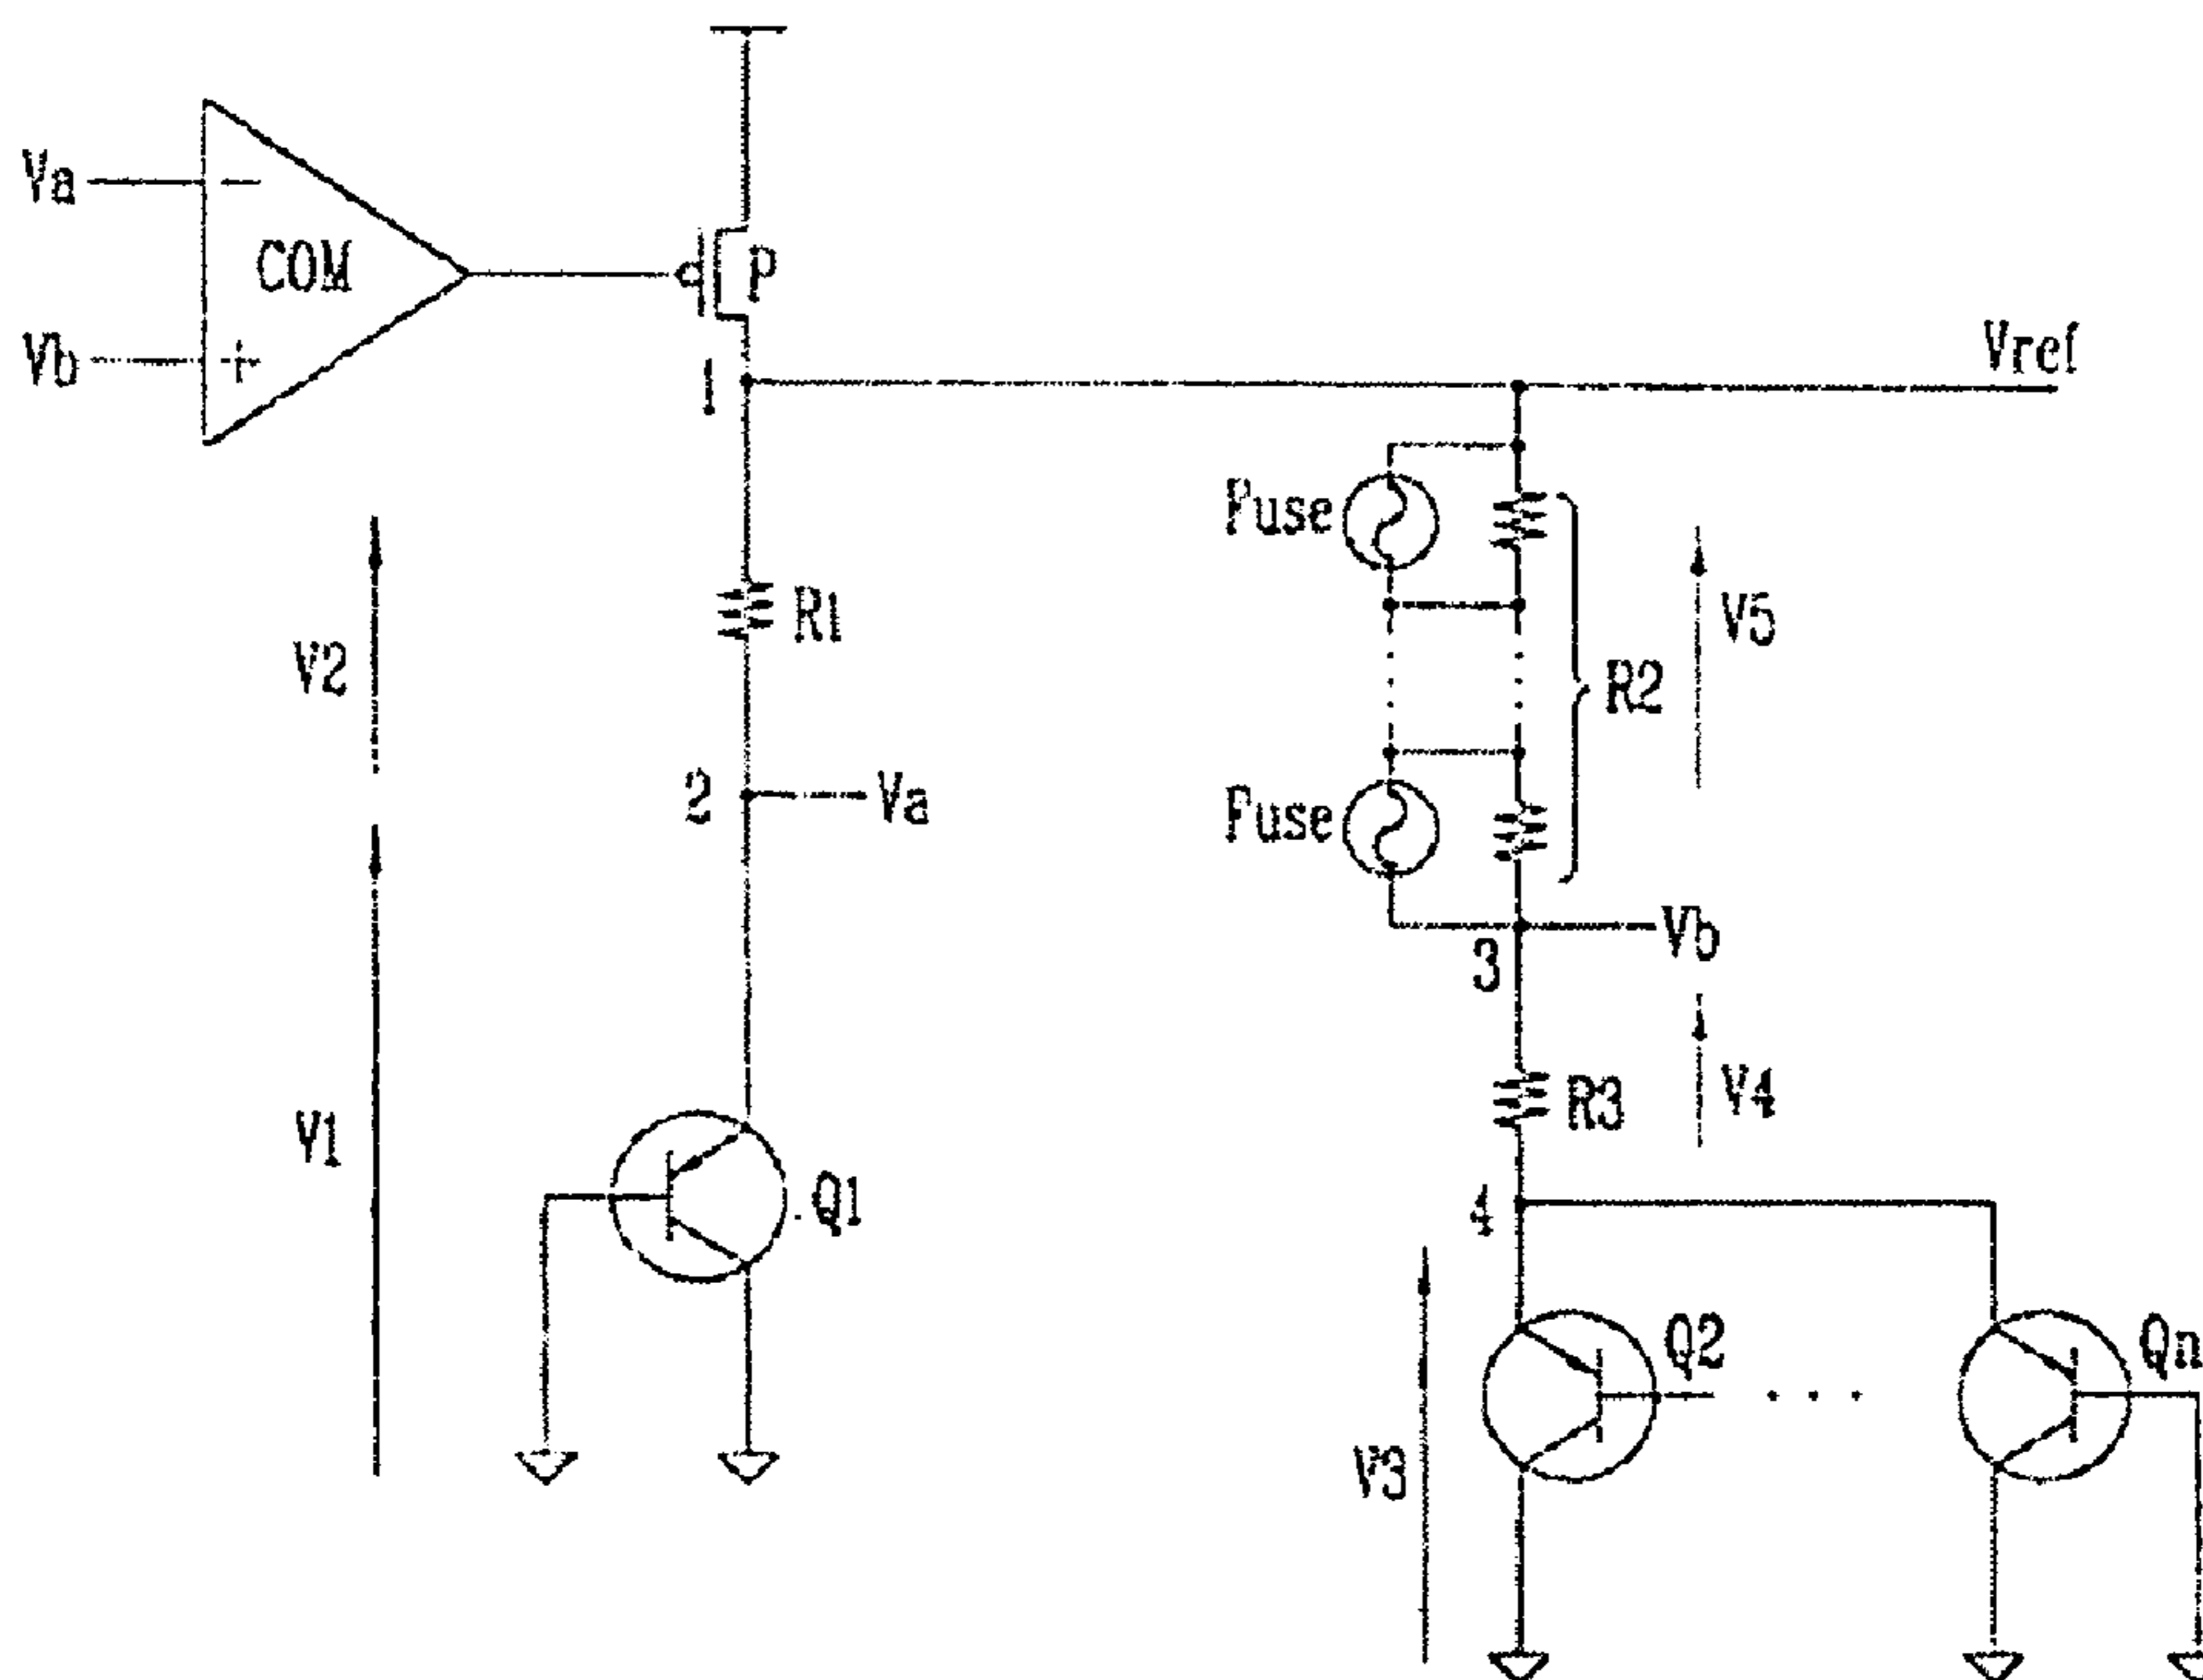 Va
COM
Vb
−
+
P
1
Vref
Fuse
R1
V2
V5
R2
2
Va
Fuse
Vb
3
R3
V4
V1
Q1
4
Q2
Qn
V3